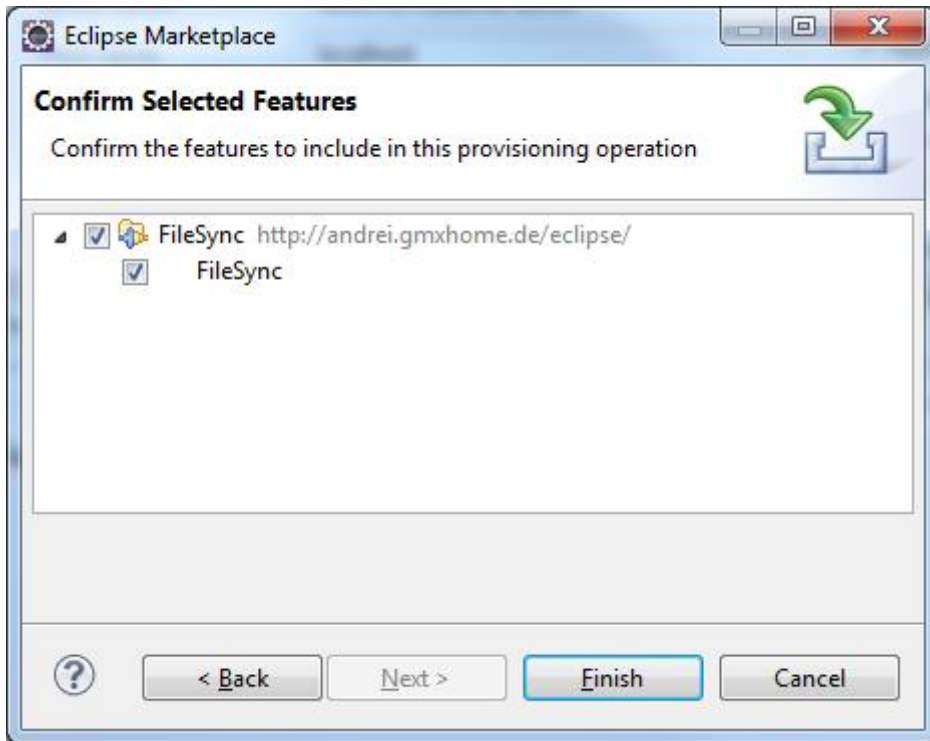 Eclipse Marketplace
Confirm Selected Features
Confirm the features to include in this provisioning operation
FileSync http://andrei.gmxhome.de/eclipse/
FileSync
? < Back Next > Finish Cancel